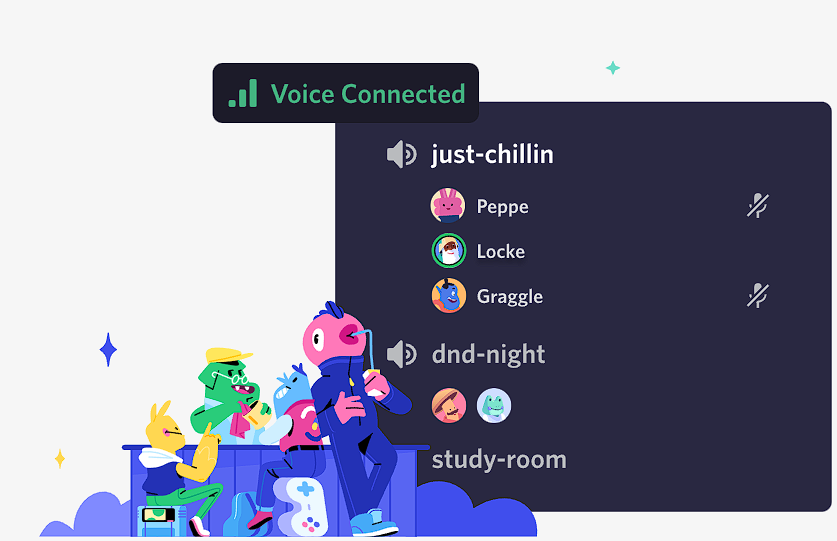 Voice Connected
just-chillin
Peppe
Locke
Graggle
dnd-night
study-room